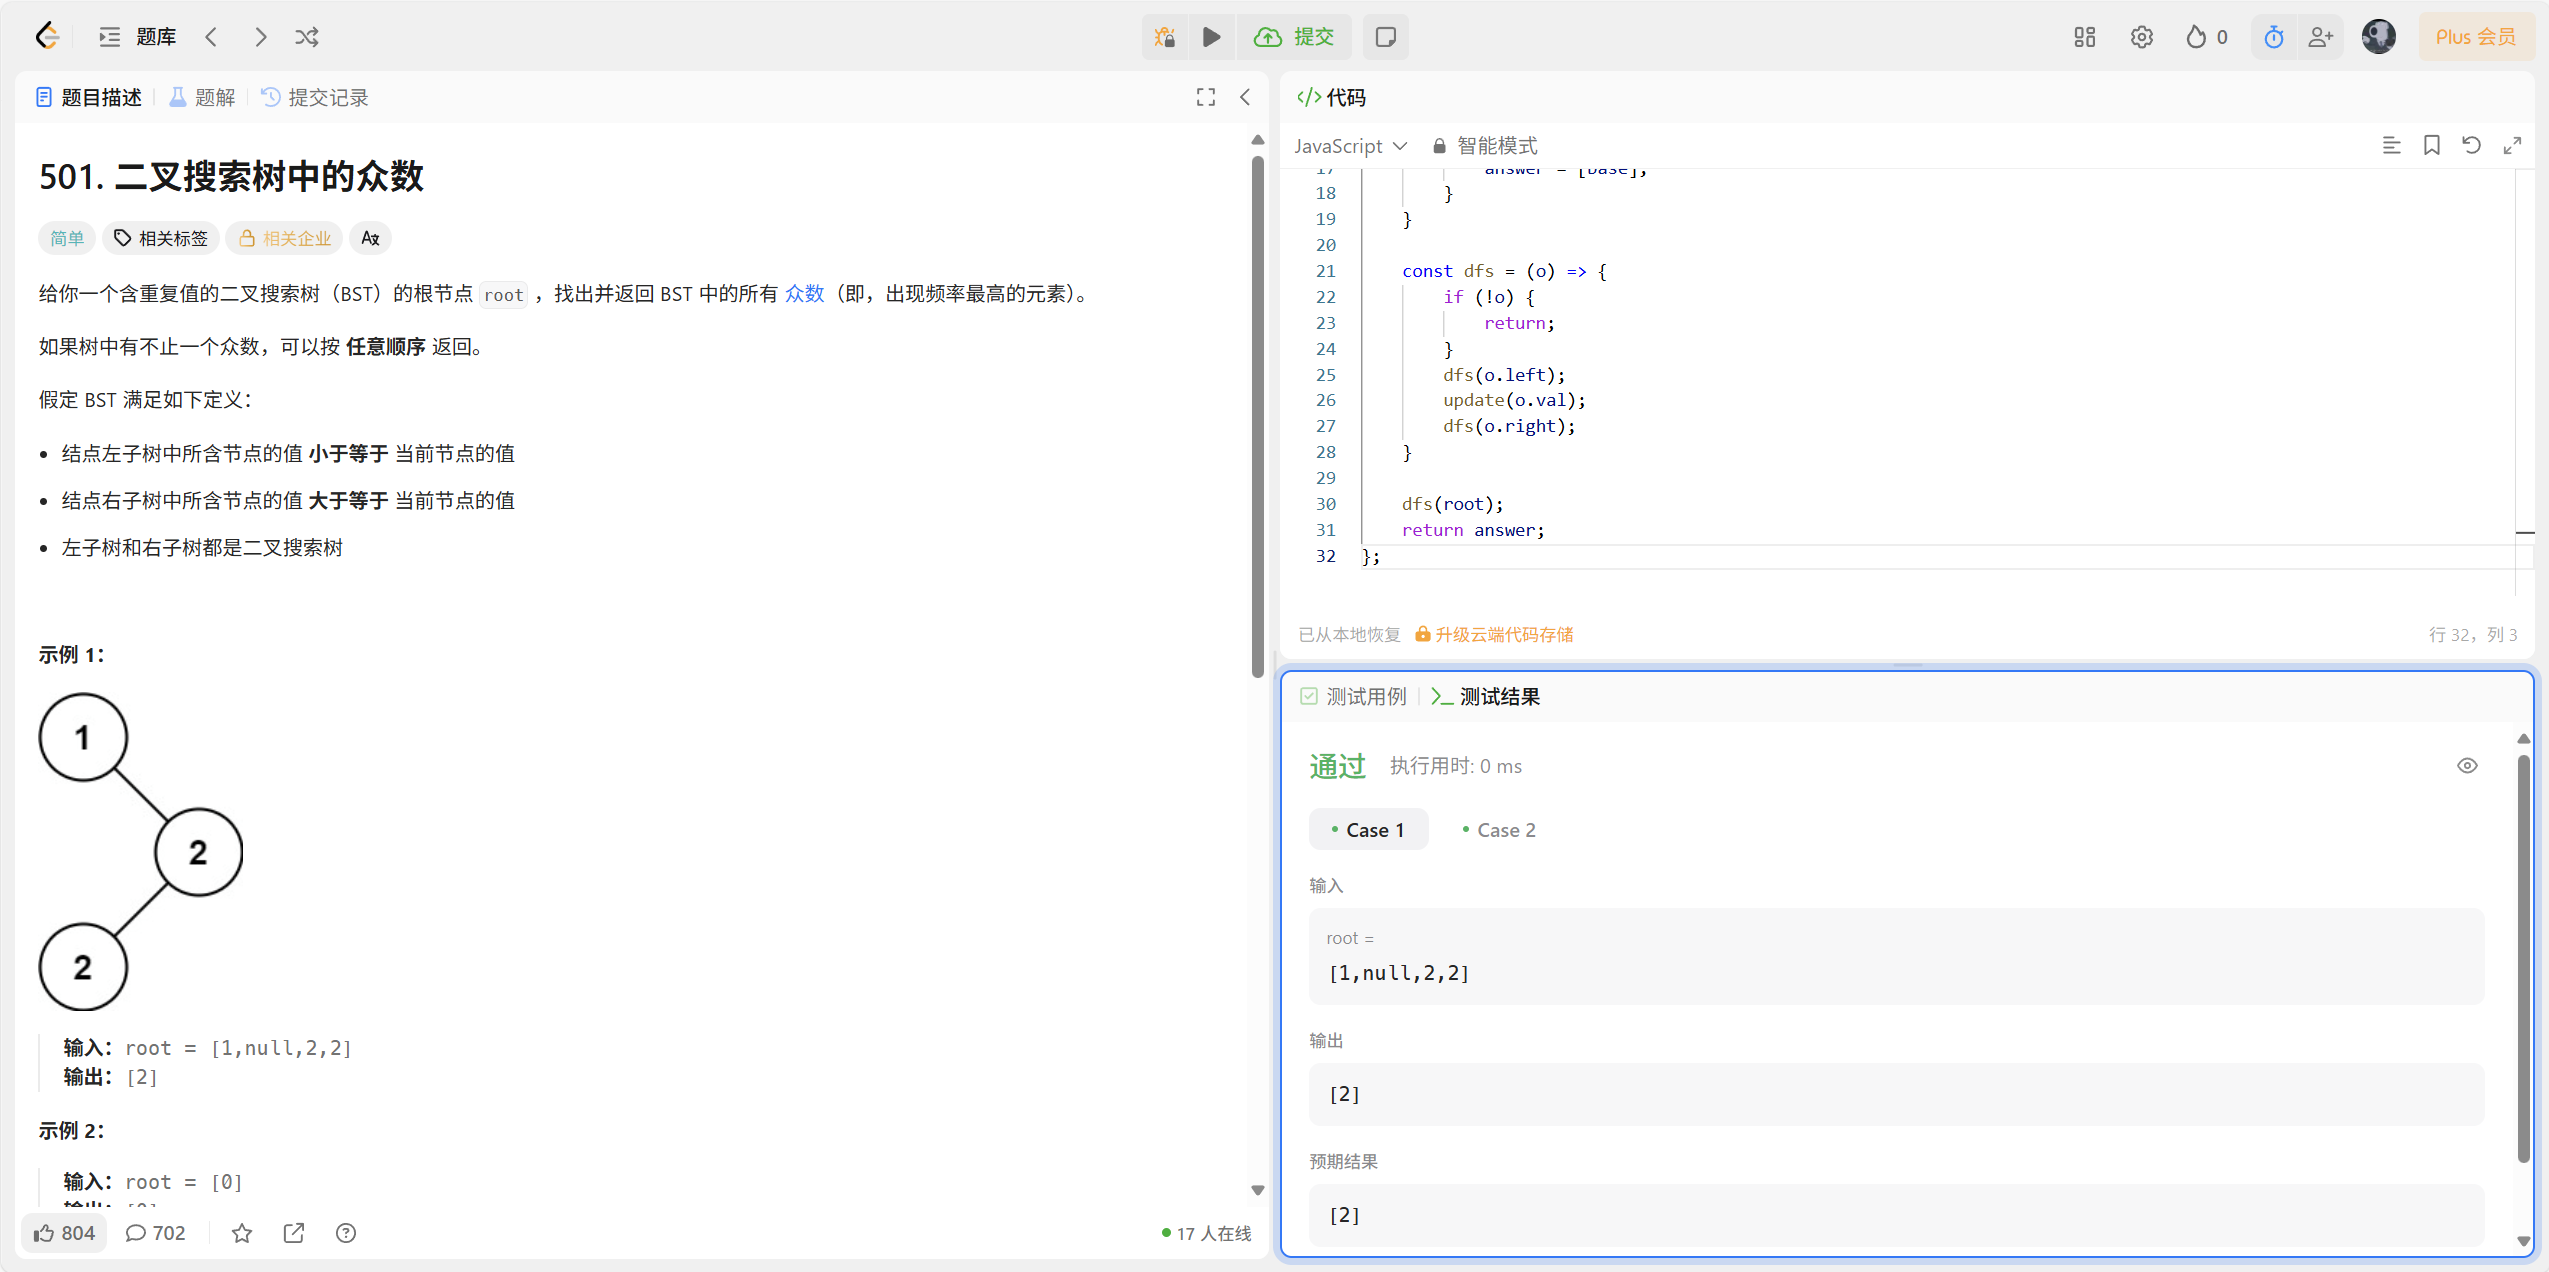 题库
提交
0
Plus 会员
题目描述
题解
提交记录
501. 二叉搜索树中的众数
简单
相关标签
相关企业
给你一个含重复值的二叉搜索树（BST）的根节点 root ，找出并返回 BST 中的所有 众数（即，出现频率最高的元素）。
如果树中有不止一个众数，可以按 任意顺序 返回。
假定 BST 满足如下定义：
• 结点左子树中所含节点的值 小于等于 当前节点的值
• 结点右子树中所含节点的值 大于等于 当前节点的值
• 左子树和右子树都是二叉搜索树
示例 1：
1
2
2
输入：root = [1,null,2,2]
输出：[2]
示例 2：
输入：root = [0]
输出：[0]
804
702
17 人在线
</> 代码
JavaScript
智能模式
17 answer = [base];
18 }
19 }
20
21 const dfs = (o) => {
22 if (!o) {
23 return;
24 }
25 dfs(o.left);
26 update(o.val);
27 dfs(o.right);
28 }
29
30 dfs(root);
31 return answer;
32 };
已从本地恢复
升级云端代码存储
行 32，列 3
测试用例
测试结果
通过
执行用时: 0 ms
• Case 1
• Case 2
输入
root =
[1,null,2,2]
输出
[2]
预期结果
[2]